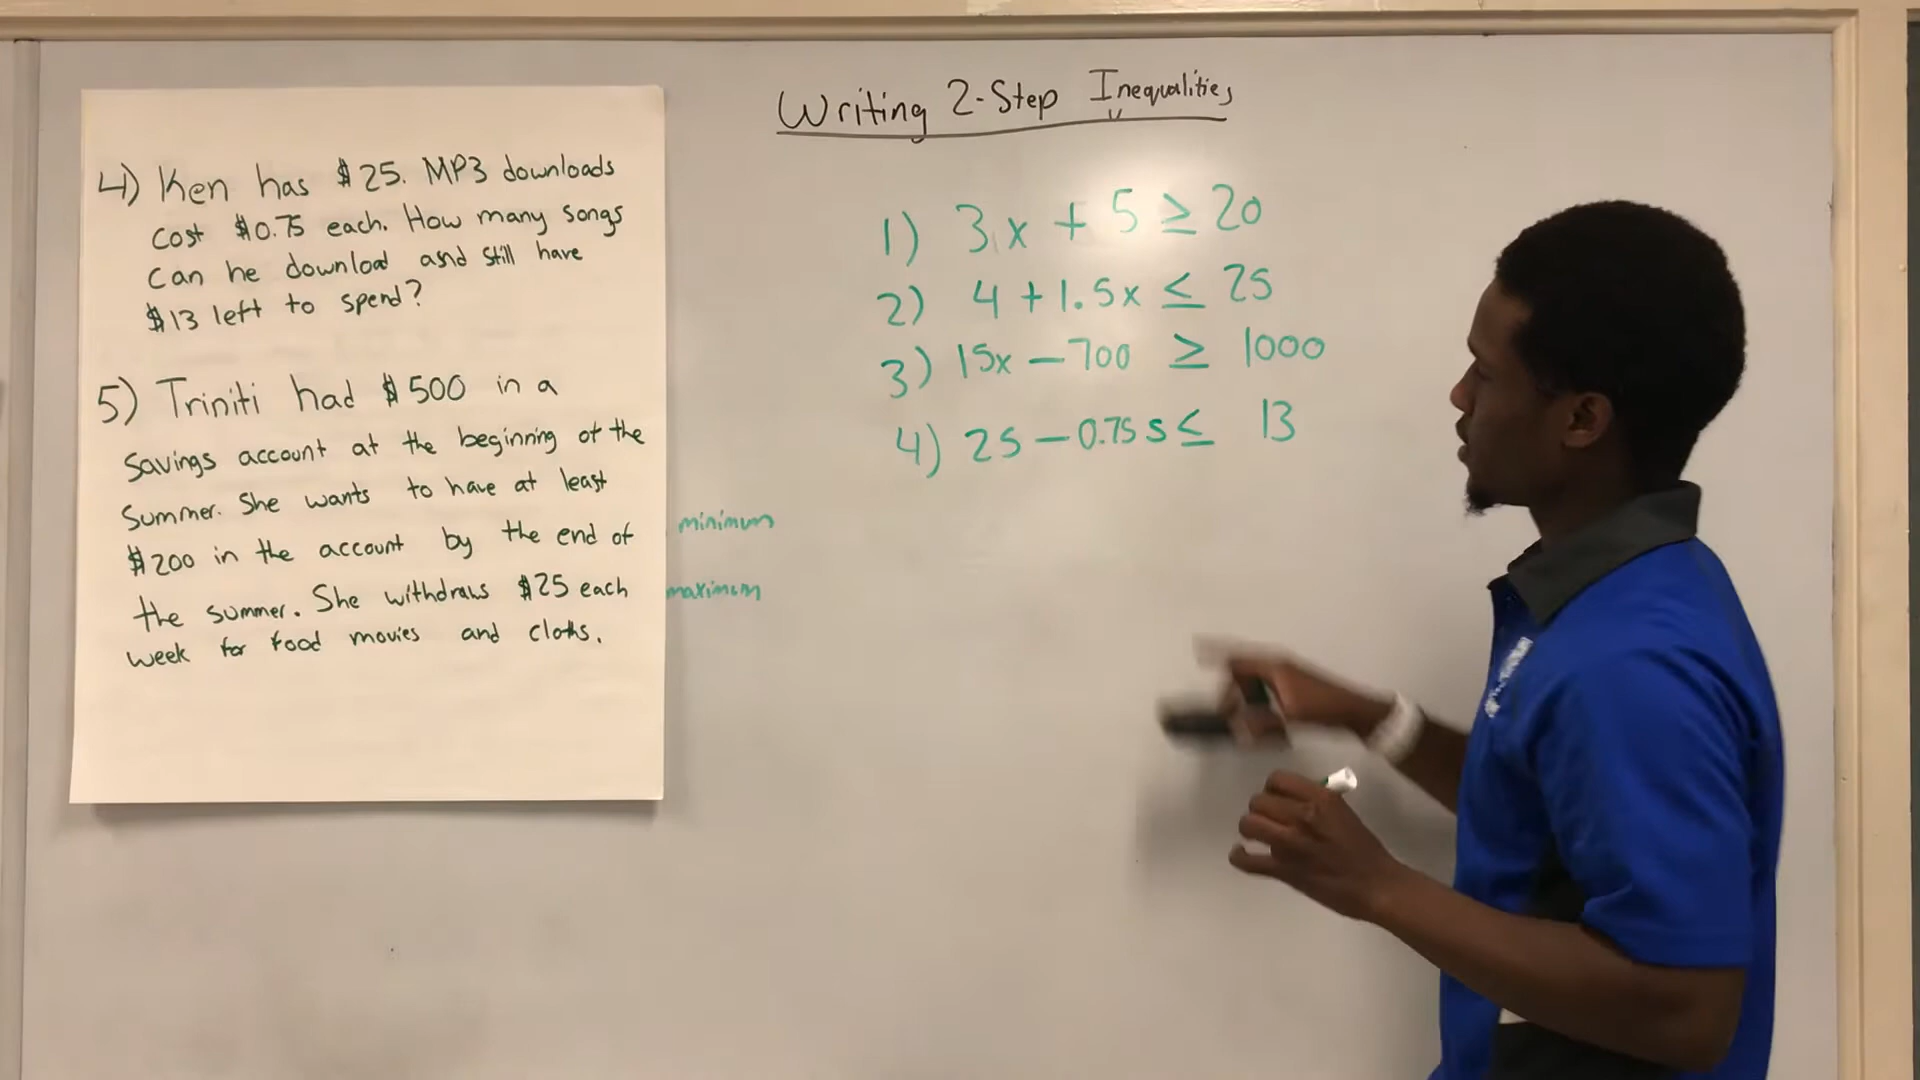 Writing 2-Step Inequalities
4) Ken has $25. MP3 downloads
cost $0.75 each. How many songs
can he download and still have
$13 left to spend?
5) Triniti had $500 in a
savings account at the beginning of the
summer. She wants to have at least
$200 in the account by the end of
the summer. She withdraws $25 each
week for food movies and cloths.
minimum
maximum
1) 3x + 5 ≥ 20
2) 4 + 1.5x ≤ 25
3) 15x - 700 ≥ 1000
4) 25 - 0.75s ≤ 13